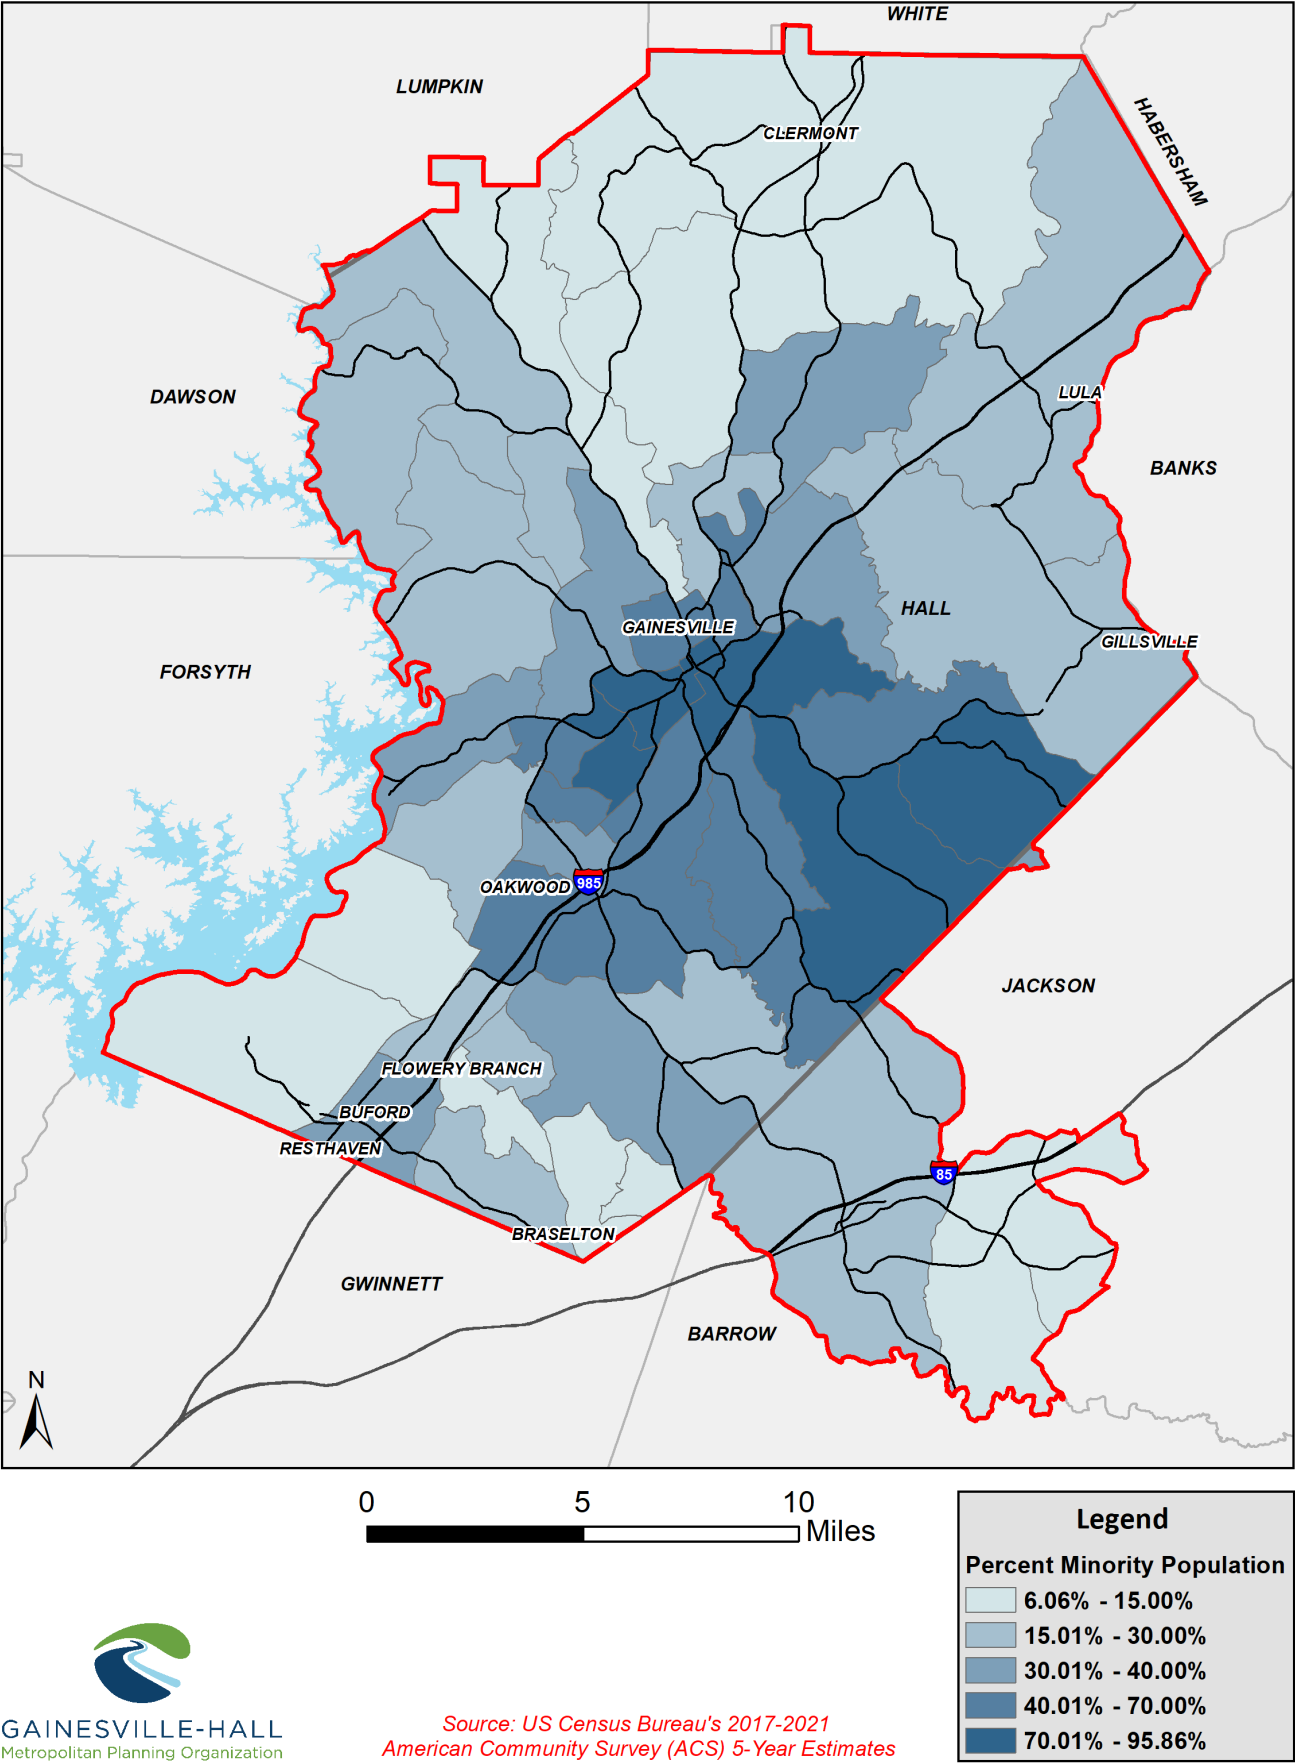 WHITE
LUMPKIN
HABERSHAM
CLERMONT
DAWSON
LULA
BANKS
HALL
GAINESVILLE
GILLSVILLE
FORSYTH
OAKWOOD
985
JACKSON
FLOWERY BRANCH
BUFORD
RESTHAVEN
85
BRASELTON
GWINNETT
BARROW
N
0 5 10
Miles
Legend
Percent Minority Population
6.06% - 15.00%
15.01% - 30.00%
30.01% - 40.00%
40.01% - 70.00%
70.01% - 95.86%
GAINESVILLE-HALL
Metropolitan Planning Organization
Source: US Census Bureau's 2017-2021
American Community Survey (ACS) 5-Year Estimates